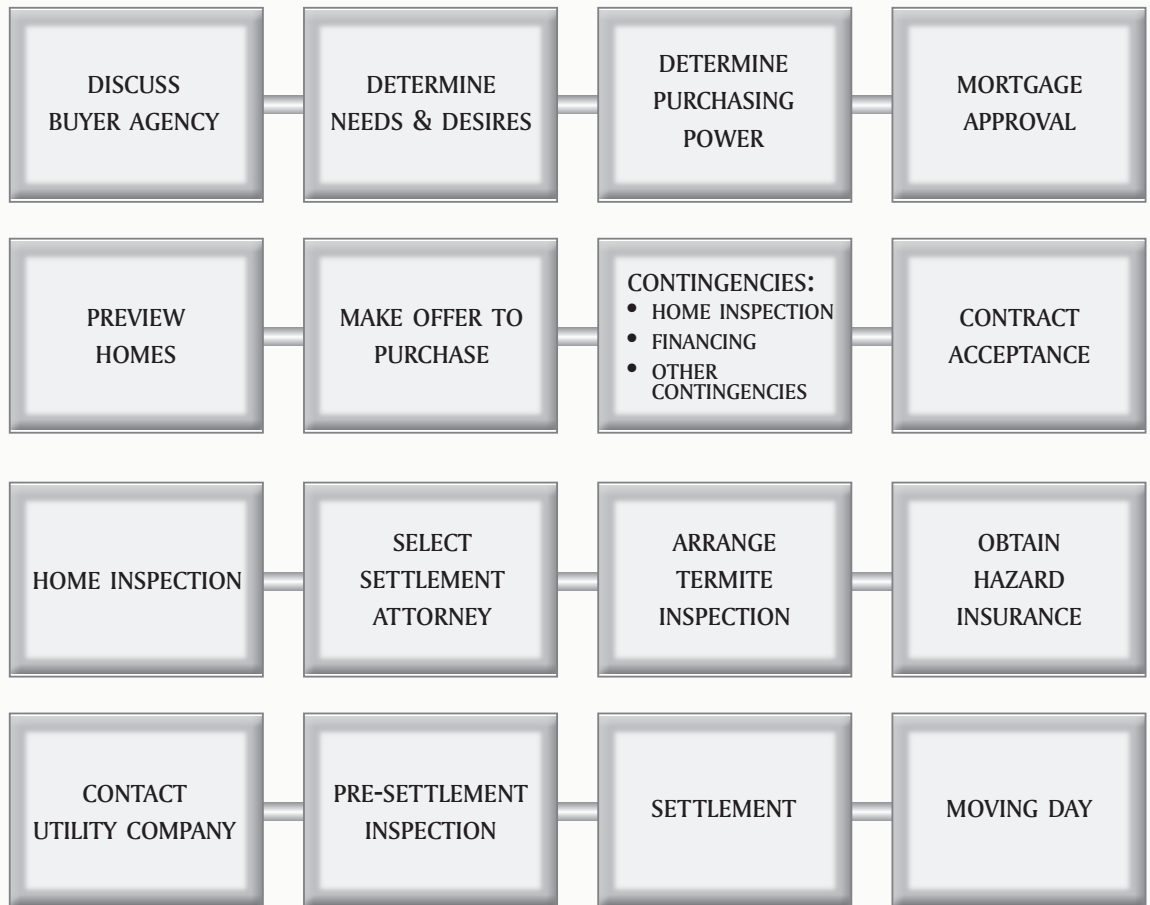 DISCUSS
BUYER AGENCY
DETERMINE
NEEDS & DESIRES
DETERMINE
PURCHASING
POWER
MORTGAGE
APPROVAL
PREVIEW
HOMES
MAKE OFFER TO
PURCHASE
CONTINGENCIES:
• HOME INSPECTION
• FINANCING
• OTHER
CONTINGENCIES
CONTRACT
ACCEPTANCE
HOME INSPECTION
SELECT
SETTLEMENT
ATTORNEY
ARRANGE
TERMITE
INSPECTION
OBTAIN
HAZARD
INSURANCE
CONTACT
UTILITY COMPANY
PRE-SETTLEMENT
INSPECTION
SETTLEMENT
MOVING DAY